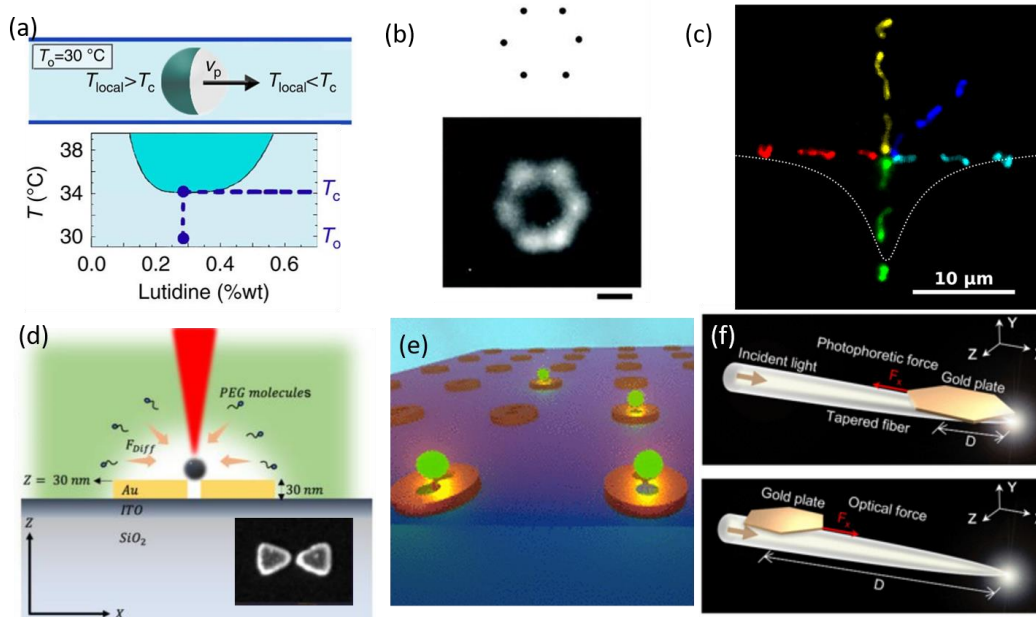 (a)
T₀=30 °C
T_local>T_c
v_p
T_local<T_c
38
34
30
T (°C)
T_c
T_o
0.0 0.2 0.4 0.6
Lutidine (%wt)
(b)
(c)
10 μm
(d)
PEG molecules
F_Diff
Z = 30 nm
Au
30 nm
ITO
SiO₂
Z
X
(e)
(f)
Incident light
Photophoretic force
F_x
Gold plate
Tapered fiber
D
Y
Z
Gold plate
Optical force
F_x
D
Y
Z